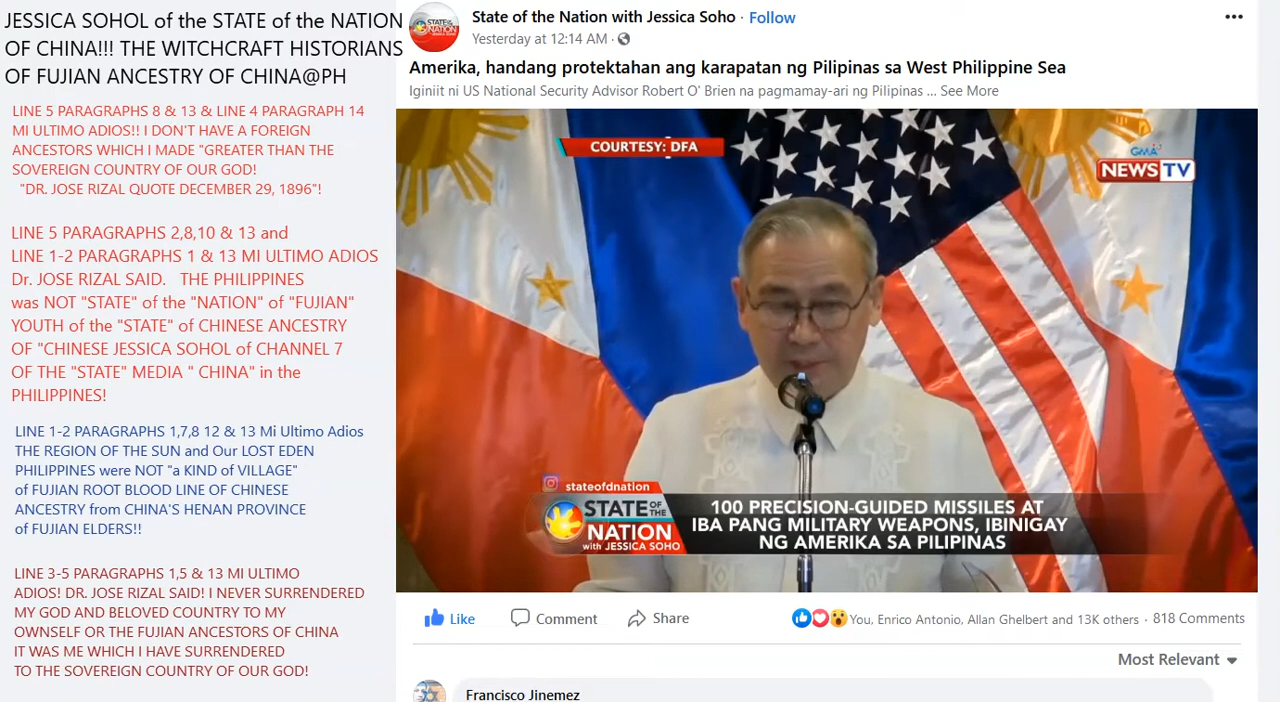 JESSICA SOHOL of the STATE of the NATION
OF CHINA!!! THE WITCHCRAFT HISTORIANS
OF FUJIAN ANCESTRY OF CHINA@PH
LINE 5 PARAGRAPHS 8 & 13 & LINE 4 PARAGRAPH 14
MI ULTIMO ADIOS!! I DON'T HAVE A FOREIGN
ANCESTORS WHICH I MADE "GREATER THAN THE
SOVEREIGN COUNTRY OF OUR GOD!
"DR. JOSE RIZAL QUOTE DECEMBER 29, 1896"!
LINE 5 PARAGRAPHS 2,8,10 & 13 and
LINE 1-2 PARAGRAPHS 1 & 13 MI ULTIMO ADIOS
Dr. JOSE RIZAL SAID. THE PHILIPPINES
was NOT "STATE" of the "NATION" of "FUJIAN"
YOUTH of the "STATE" of CHINESE ANCESTRY
OF "CHINESE JESSICA SOHOL of CHANNEL 7
OF THE "STATE" MEDIA " CHINA" in the
PHILIPPINES!
LINE 1-2 PARAGRAPHS 1,7,8 12 & 13 Mi Ultimo Adios
THE REGION OF THE SUN and Our LOST EDEN
PHILIPPINES were NOT "a KIND of VILLAGE"
of FUJIAN ROOT BLOOD LINE OF CHINESE
ANCESTRY from CHINA'S HENAN PROVINCE
of FUJIAN ELDERS!!
LINE 3-5 PARAGRAPHS 1,5 & 13 MI ULTIMO
ADIOS! DR. JOSE RIZAL SAID! I NEVER SURRENDERED
MY GOD AND BELOVED COUNTRY TO MY
OWNSELF OR THE FUJIAN ANCESTORS OF CHINA
IT WAS ME WHICH I HAVE SURRENDERED
TO THE SOVEREIGN COUNTRY OF OUR GOD!
State of the Nation with Jessica Soho · Follow
Yesterday at 12:14 AM ·
Amerika, handang protektahan ang karapatan ng Pilipinas sa West Philippine Sea
Iginiit ni US National Security Advisor Robert O' Brien na pagmamay-ari ng Pilipinas ... See More
COURTESY: DFA
GMA
NEWS TV
stateofdnation
STATE OF THE
NATION
with JESSICA SOHO
100 PRECISION-GUIDED MISSILES AT
IBA PANG MILITARY WEAPONS, IBINIGAY
NG AMERIKA SA PILIPINAS
Like
Comment
Share
You, Enrico Antonio, Allan Ghelbert and 13K others · 818 Comments
Most Relevant
Francisco Jinemez